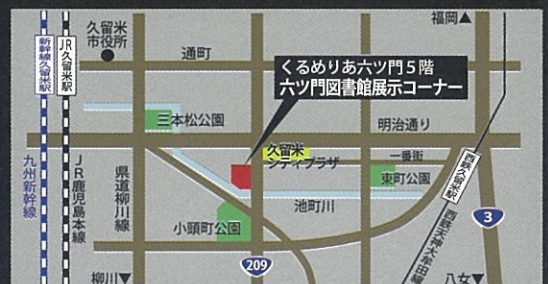 福岡▲
久留米
市役所
通町
新幹線久留米駅
JR久留米駅
くるめりあ六ツ門5階
六ツ門図書館展示コーナー
三本松公園
明治通り
久留米
シティプラザ
一番街
西鉄久留米駅
東町公園
九州新幹線
JR鹿児島本線
県道柳川線
池町川
小頭町公園
西鉄天神大牟田線
3
209
柳川▼
八女▼